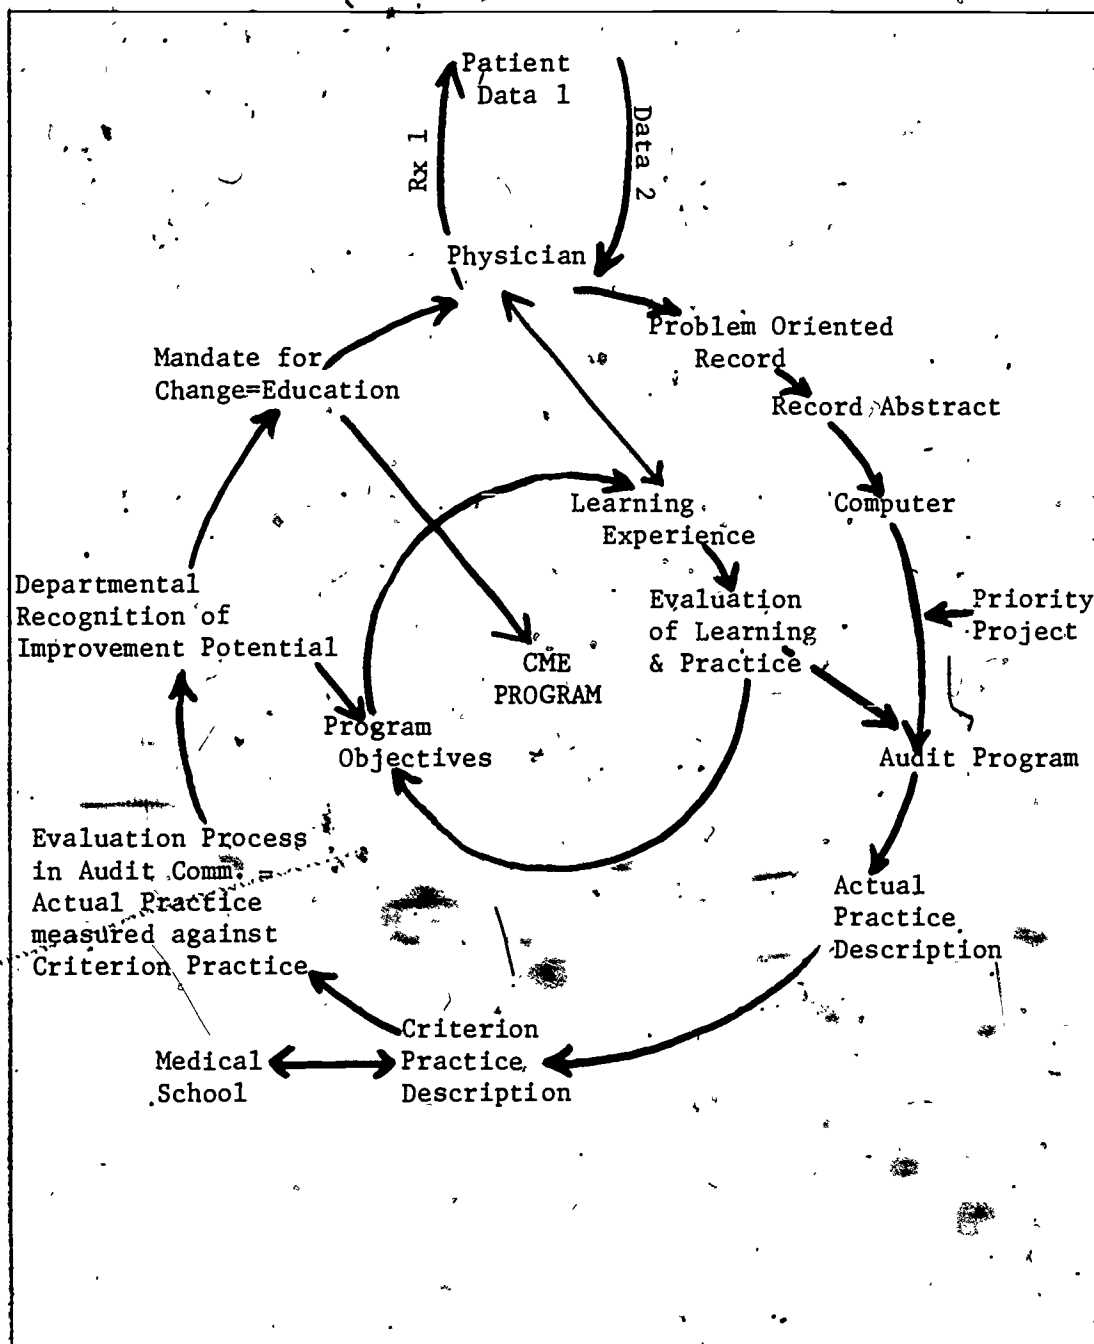 Patient
Data 1
Rx 1
Data 2
Physician
Problem Oriented
Record
Mandate for
Change=Education
Record Abstract
Learning
Experience
Computer
Departmental
Recognition of
Improvement Potential
Evaluation
of Learning
& Practice
Priority
Project
CME
PROGRAM
Program
Objectives
Audit Program
Evaluation Process
in Audit Comm. =
Actual Practice
measured against
Criterion Practice
Actual
Practice
Description
Criterion
Practice
Description
Medical
School